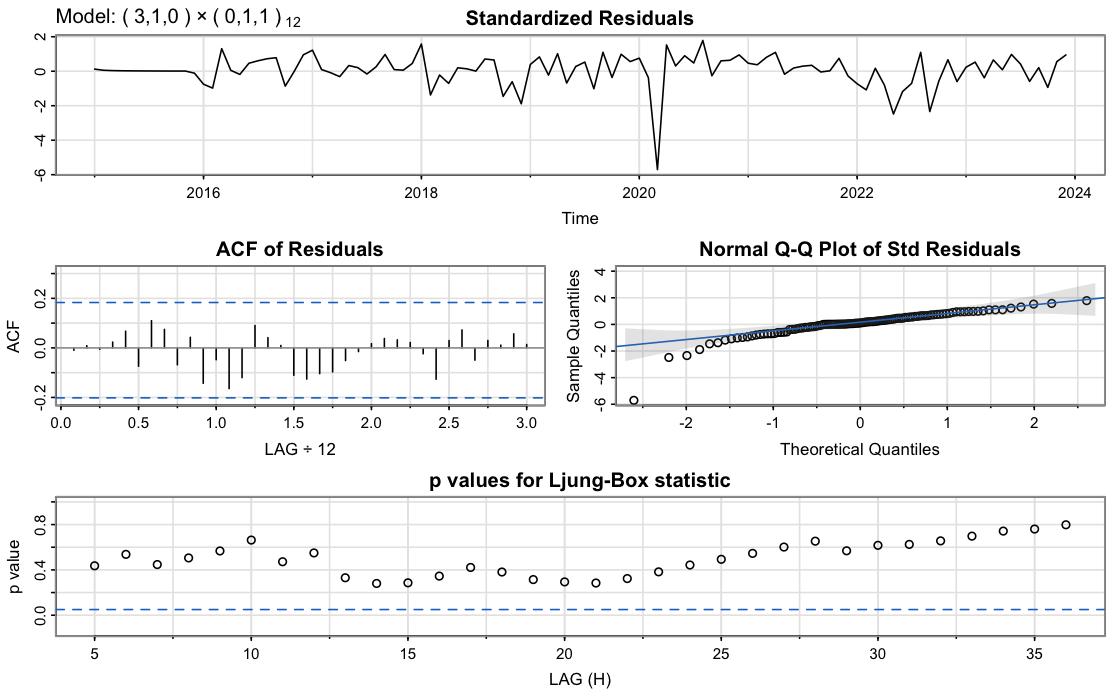 Model: ( 3,1,0 ) × ( 0,1,1 ) 12
Standardized Residuals
2
0
-2
-4
-6
2016 2018 2020 2022 2024
Time
ACF of Residuals
ACF
0.2
0.0
-0.2
0.0 0.5 1.0 1.5 2.0 2.5 3.0
LAG ÷ 12
Normal Q-Q Plot of Std Residuals
Sample Quantiles
4
2
0
-2
-4
-6
-2 -1 0 1 2
Theoretical Quantiles
p values for Ljung-Box statistic
p value
0.8
0.4
0.0
5 10 15 20 25 30 35
LAG (H)